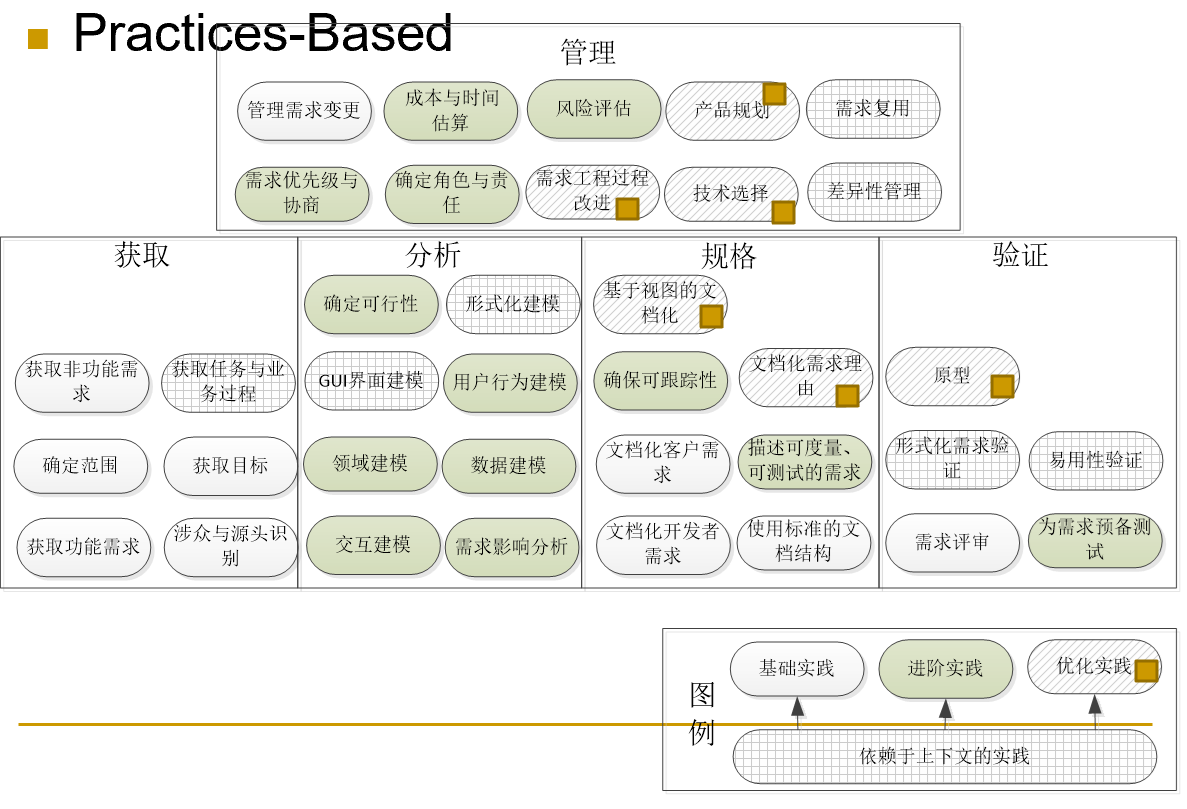 Practices-Based
管理
管理需求变更
成本与时间
估算
风险评估
产品规划
需求复用
需求优先级与
协商
确定角色与责
任
需求工程过程
改进
技术选择
差异性管理
获取
获取非功能需
求
获取任务与业
务过程
确定范围
获取目标
获取功能需求
涉众与源头识
别
分析
确定可行性
形式化建模
GUI界面建模
用户行为建模
领域建模
数据建模
交互建模
需求影响分析
规格
基于视图的文
档化
确保可跟踪性
文档化需求理
由
文档化客户需
求
描述可度量、
可测试的需求
文档化开发者
需求
使用标准的文
档结构
验证
原型
形式化需求验
证
易用性验证
需求评审
为需求预备测
试
图
例
基础实践
进阶实践
优化实践
依赖于上下文的实践